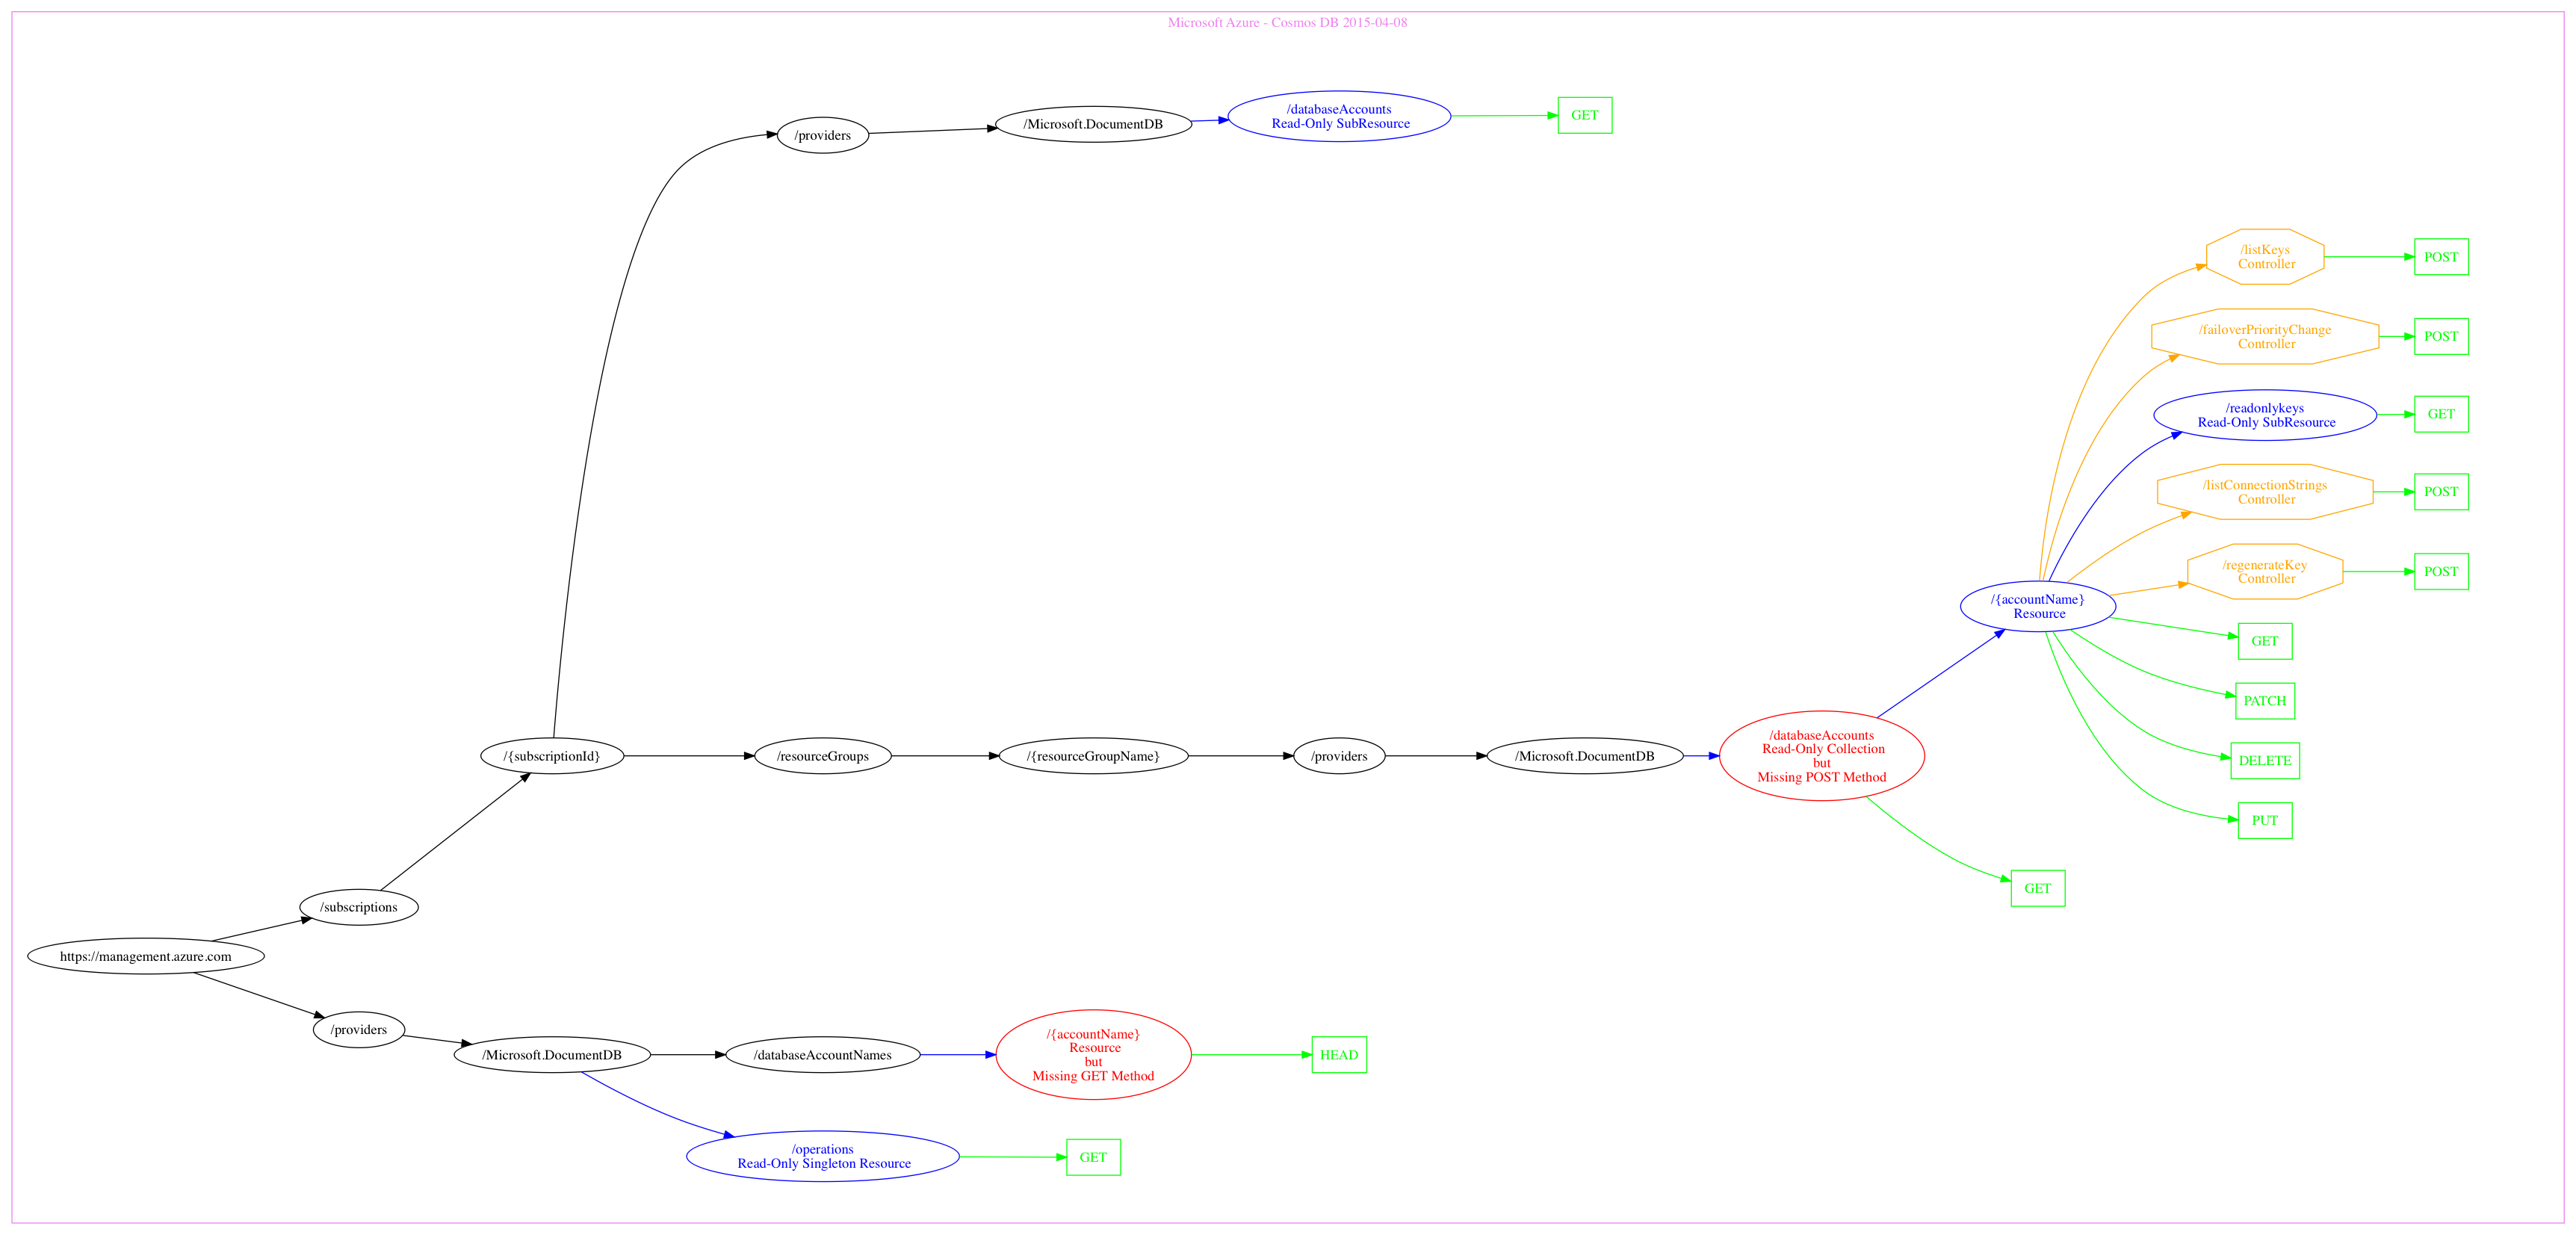 Microsoft Azure - Cosmos DB 2015-04-08
/providers
/Microsoft.DocumentDB
/databaseAccounts
Read-Only SubResource
GET
/listKeys
Controller
POST
/failoverPriorityChange
Controller
POST
/readonlykeys
Read-Only SubResource
GET
/listConnectionStrings
Controller
POST
/regenerateKey
Controller
POST
/{accountName}
Resource
GET
PATCH
DELETE
PUT
/{subscriptionId}
/resourceGroups
/{resourceGroupName}
/providers
/Microsoft.DocumentDB
/databaseAccounts
Read-Only Collection
but
Missing POST Method
GET
/subscriptions
https://management.azure.com
/providers
/Microsoft.DocumentDB
/databaseAccountNames
/{accountName}
Resource
but
Missing GET Method
HEAD
/operations
Read-Only Singleton Resource
GET